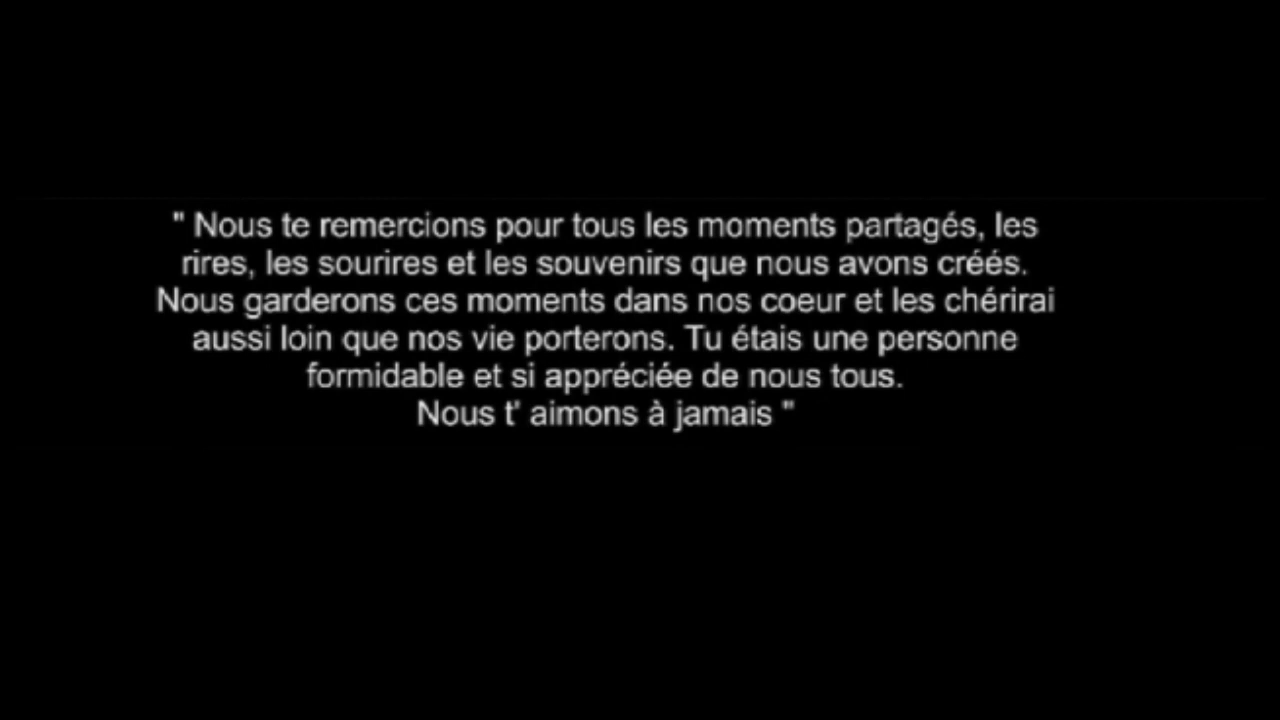 " Nous te remercions pour tous les moments partagés, les
rires, les sourires et les souvenirs que nous avons créés.
Nous garderons ces moments dans nos coeur et les chérirai
aussi loin que nos vie porterons. Tu étais une personne
formidable et si appréciée de nous tous.
Nous t' aimons à jamais "